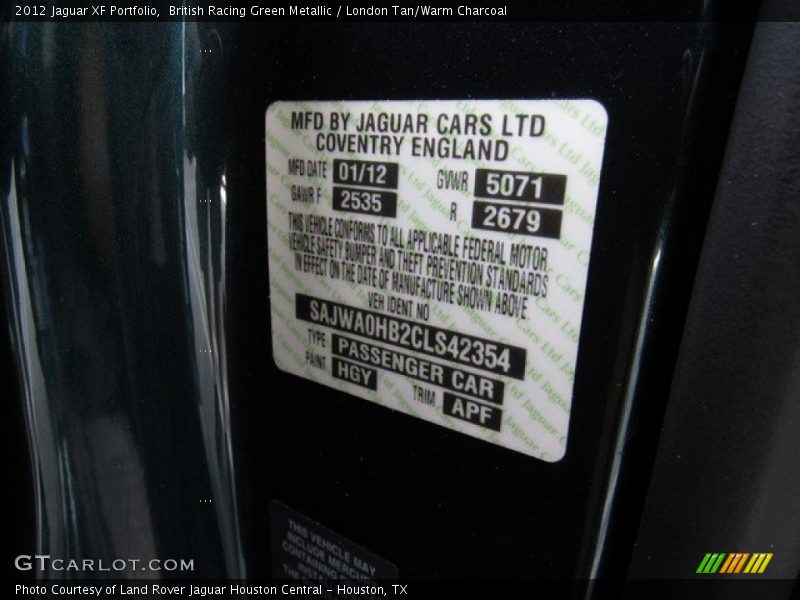 2012 Jaguar XF Portfolio,  British Racing Green Metallic / London Tan/Warm Charcoal
MFD BY JAGUAR CARS LTD
COVENTRY ENGLAND
MFD DATE 01/12 GVWR 5071
GAWR F 2535 R 2679
THIS VEHICLE CONFORMS TO ALL APPLICABLE FEDERAL MOTOR
VEHICLE SAFETY BUMPER AND THEFT PREVENTION STANDARDS
IN EFFECT ON THE DATE OF MANUFACTURE SHOWN ABOVE
VEH IDENT NO
SAJWA0HB2CLS42354
TYPE PASSENGER CAR
PAINT HGY TRIM APF
THIS VEHICLE MAY
INCLUDE MERCURY
CONTAINING
GTCARLOT.COM
Photo Courtesy of Land Rover Jaguar Houston Central - Houston, TX